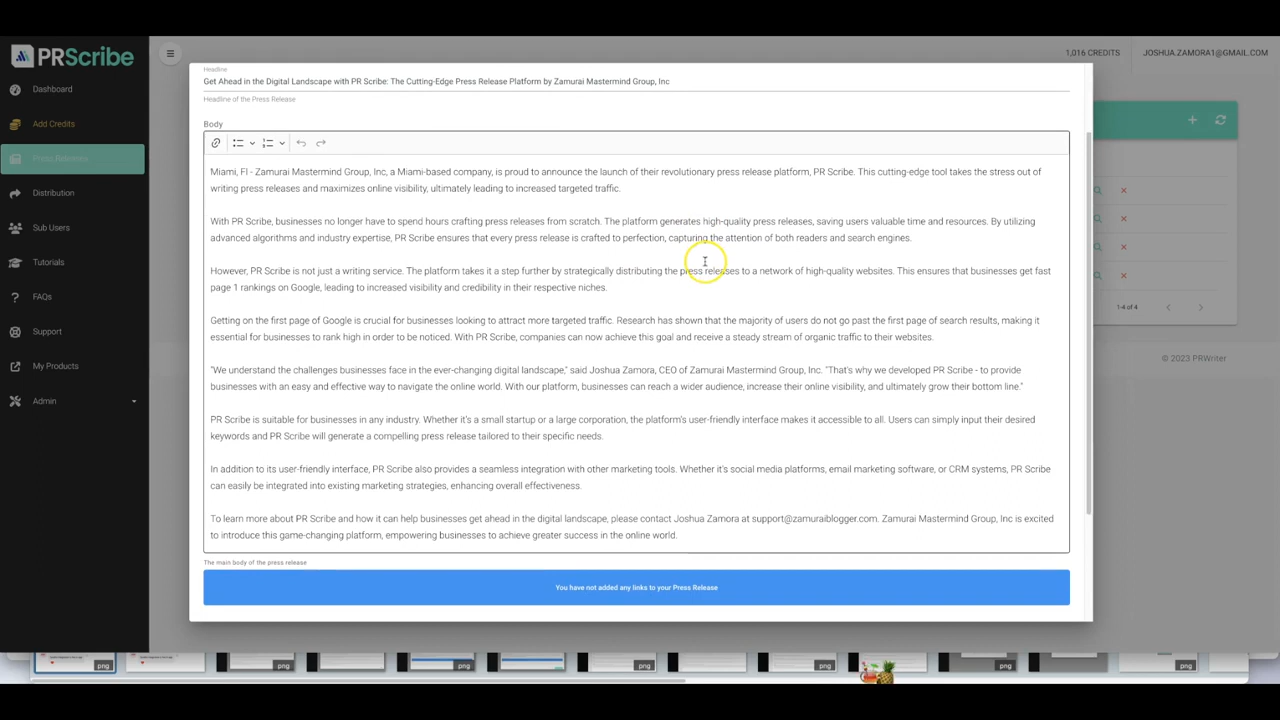 PRScribe
1,016 CREDITS
JOSHUA.ZAMORA1@GMAIL.COM
Dashboard
Add Credits
Press Releases
Distribution
Sub Users
Tutorials
FAQs
Support
My Products
Admin
Headline
Get Ahead in the Digital Landscape with PR Scribe: The Cutting-Edge Press Release Platform by Zamurai Mastermind Group, Inc
Headline of the Press Release
Body
Miami, Fl - Zamurai Mastermind Group, Inc, a Miami-based company, is proud to announce the launch of their revolutionary press release platform, PR Scribe. This cutting-edge tool takes the stress out of
writing press releases and maximizes online visibility, ultimately leading to increased targeted traffic.
With PR Scribe, businesses no longer have to spend hours crafting press releases from scratch. The platform generates high-quality press releases, saving users valuable time and resources. By utilizing
advanced algorithms and industry expertise, PR Scribe ensures that every press release is crafted to perfection, capturing the attention of both readers and search engines.
However, PR Scribe is not just a writing service. The platform takes it a step further by strategically distributing the press releases to a network of high-quality websites. This ensures that businesses get fast
page 1 rankings on Google, leading to increased visibility and credibility in their respective niches.
Getting on the first page of Google is crucial for businesses looking to attract more targeted traffic. Research has shown that the majority of users do not go past the first page of search results, making it
essential for businesses to rank high in order to be noticed. With PR Scribe, companies can now achieve this goal and receive a steady stream of organic traffic to their websites.
"We understand the challenges businesses face in the ever-changing digital landscape," said Joshua Zamora, CEO of Zamurai Mastermind Group, Inc. "That's why we developed PR Scribe - to provide
businesses with an easy and effective way to navigate the online world. With our platform, businesses can reach a wider audience, increase their online visibility, and ultimately grow their bottom line."
PR Scribe is suitable for businesses in any industry. Whether it's a small startup or a large corporation, the platform's user-friendly interface makes it accessible to all. Users can simply input their desired
keywords and PR Scribe will generate a compelling press release tailored to their specific needs.
In addition to its user-friendly interface, PR Scribe also provides a seamless integration with other marketing tools. Whether it's social media platforms, email marketing software, or CRM systems, PR Scribe
can easily be integrated into existing marketing strategies, enhancing overall effectiveness.
To learn more about PR Scribe and how it can help businesses get ahead in the digital landscape, please contact Joshua Zamora at support@zamuraiblogger.com. Zamurai Mastermind Group, Inc is excited
to introduce this game-changing platform, empowering businesses to achieve greater success in the online world.
The main body of the press release
You have not added any links to your Press Release
1-4 of 4
© 2023 PRWriter
png
png
png
png
png
png
png
png
png